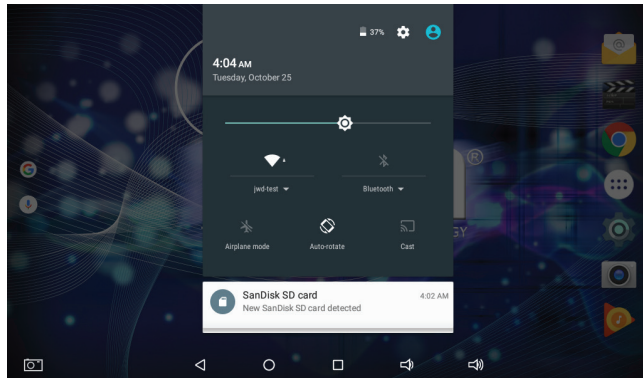 37%
4:04 AM
Tuesday, October 25
jwd-test
Bluetooth
®
GY
Airplane mode
Auto-rotate
Cast
SanDisk SD card
4:02 AM
New SanDisk SD card detected